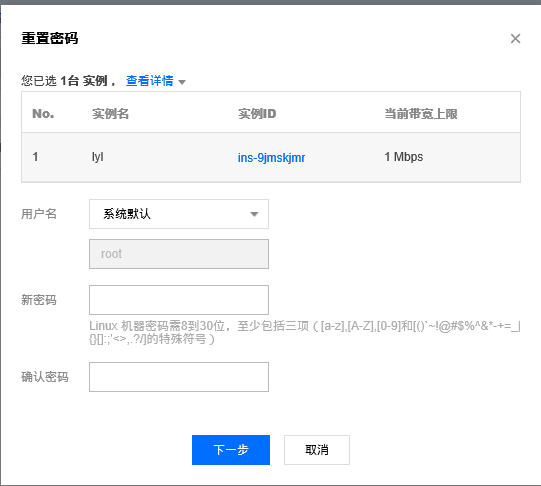 重置密码
您已选 1台 实例， 查看详情
No. 实例名 实例ID 当前带宽上限
1 lyl ins-9jmskjmr 1 Mbps
用户名 系统默认
root
新密码
Linux 机器密码需8到30位，至少包括三项（[a-z],[A-Z],[0-9]和[()`~!@#$%^&*-+=_|
{}[]:;'<>,.?/]的特殊符号）
确认密码
下一步 取消